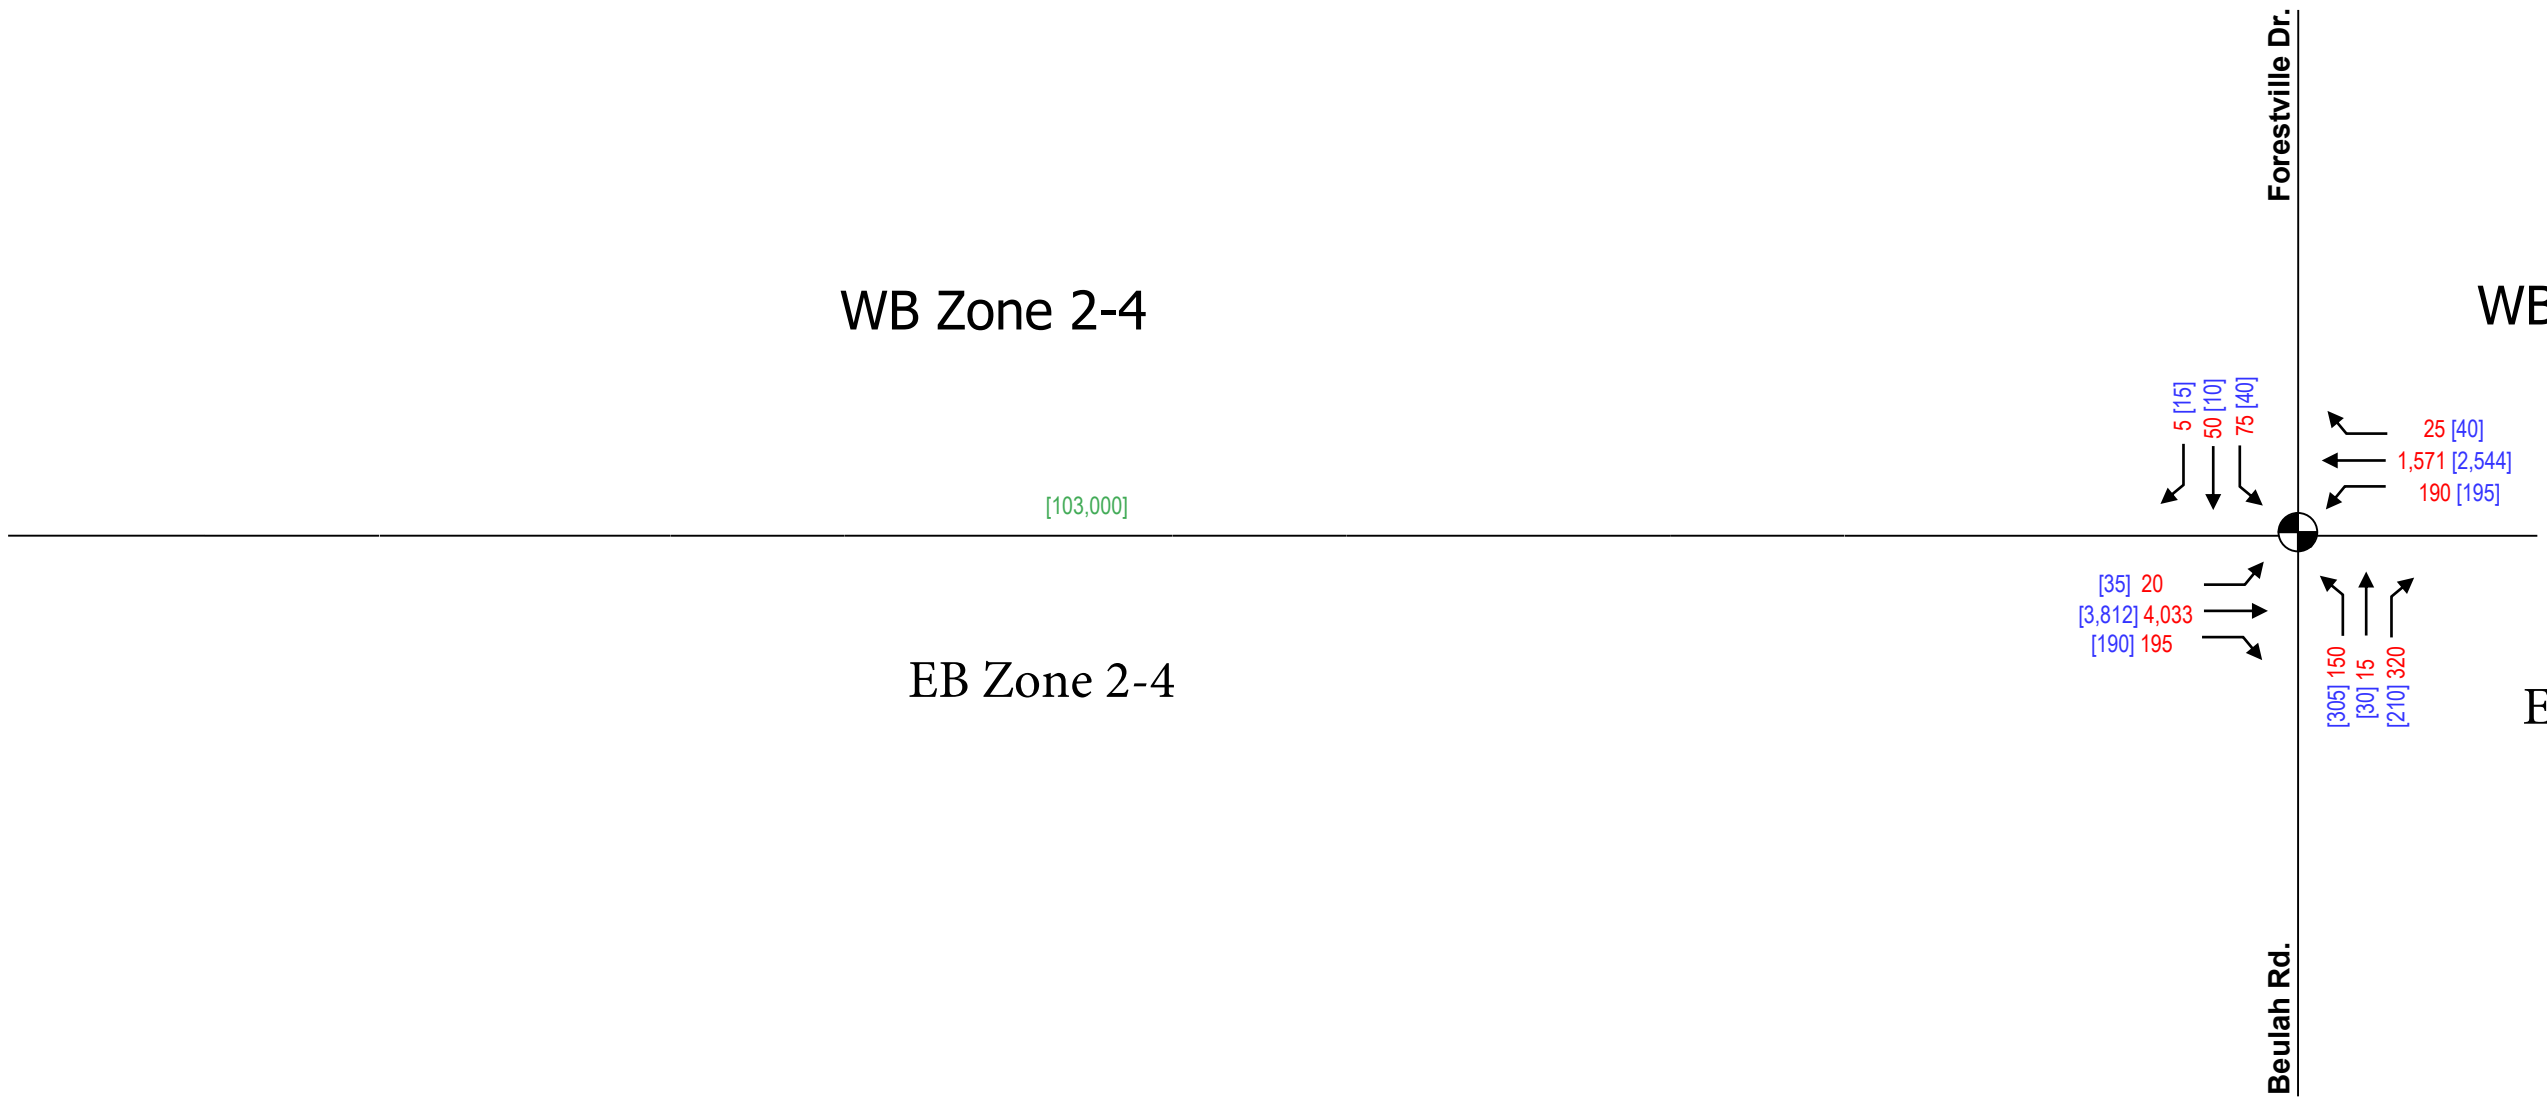 Forestville Dr.
WB Zone 2-4
WB
5 [15]
50 [10]
75 [40]
25 [40]
1,571 [2,544]
190 [195]
[103,000]
[35] 20
[3,812] 4,033
[190] 195
[305] 150
[30] 15
[210] 320
EB Zone 2-4
E
Beulah Rd.